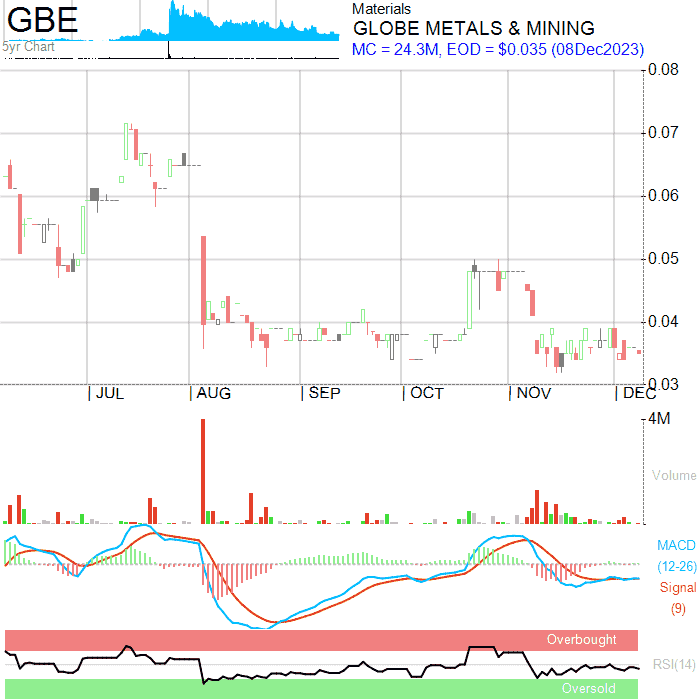 GBE
5yr Chart
Materials
GLOBE METALS & MINING
MC = 24.3M, EOD = $0.035 (08Dec2023)
0.08
0.07
0.06
0.05
0.04
0.03
JUL AUG SEP OCT NOV DEC
4M
Volume
MACD
(12-26)
Signal
(9)
Overbought
RSI(14)
Oversold